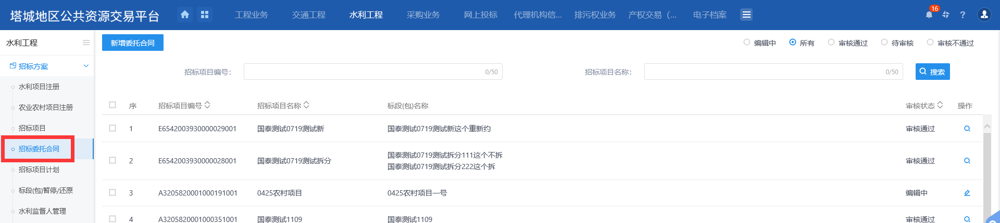 塔城地区公共资源交易平台
工程业务 交通工程 水利工程 采购业务 网上投标 代理机构信... 排污权业务 产权交易（... 电子档案
16
?
水利工程
招标方案
水利项目注册
农业农村项目注册
招标项目
招标委托合同
招标项目计划
标段(包)暂停/还原
水利监督人管理
新增委托合同
编辑中 所有 审核通过 待审核 审核不通过
招标项目编号： 0/50 招标项目名称： 0/50 搜索
序 招标项目编号 招标项目名称 标段(包)名称 审核状态 操作
1 E6542003930000029001 国泰测试0719测试新 国泰测试0719测试新这个重新约 审核通过
2 E6542003930000028001 国泰测试0719测试拆分 国泰测试0719测试拆分111这个不拆 审核通过
国泰测试0719测试拆分222这个拆
3 A3205820001000191001 0425农村项目 0425农村项目一号 编辑中
4 A3205820001000351001 国泰测试1109 国泰测试1109 审核通过